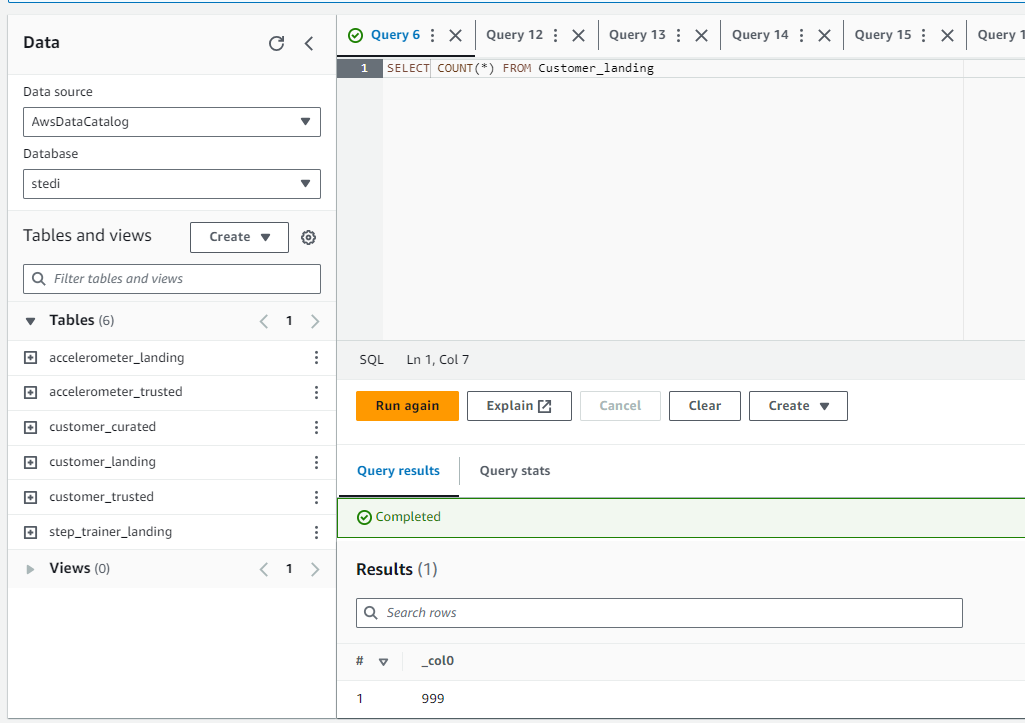 Data
Data source
AwsDataCatalog
Database
stedi
Tables and views
Create
Filter tables and views
Tables (6)
1
accelerometer_landing
accelerometer_trusted
customer_curated
customer_landing
customer_trusted
step_trainer_landing
Views (0)
1
Query 6
Query 12
Query 13
Query 14
Query 15
Query 1
1 SELECT COUNT(*) FROM Customer_landing
SQL Ln 1, Col 7
Run again
Explain
Cancel
Clear
Create
Query results
Query stats
Completed
Results (1)
Search rows
# _col0
1 999